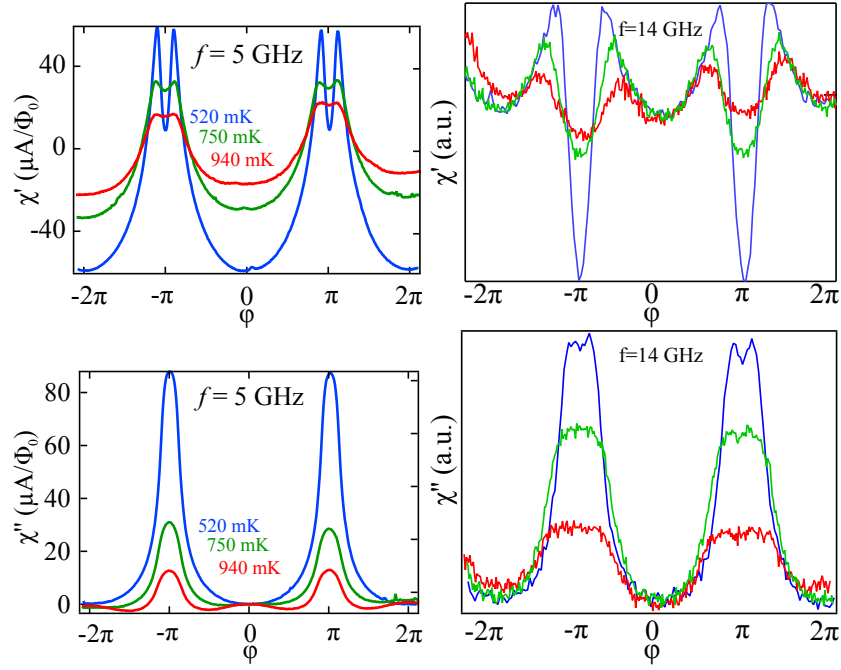 40
0
-40
χ' (μA/Φ₀)
f = 5 GHz
520 mK
750 mK
940 mK
-2π
-π
0
π
2π
φ
χ' (a.u.)
f=14 GHz
-2π
-π
0
π
2π
φ
80
60
40
20
0
χ'' (μA/Φ₀)
f = 5 GHz
520 mK
750 mK
940 mK
-2π
-π
0
π
2π
φ
χ'' (a.u.)
f=14 GHz
-2π
-π
0
π
2π
φ